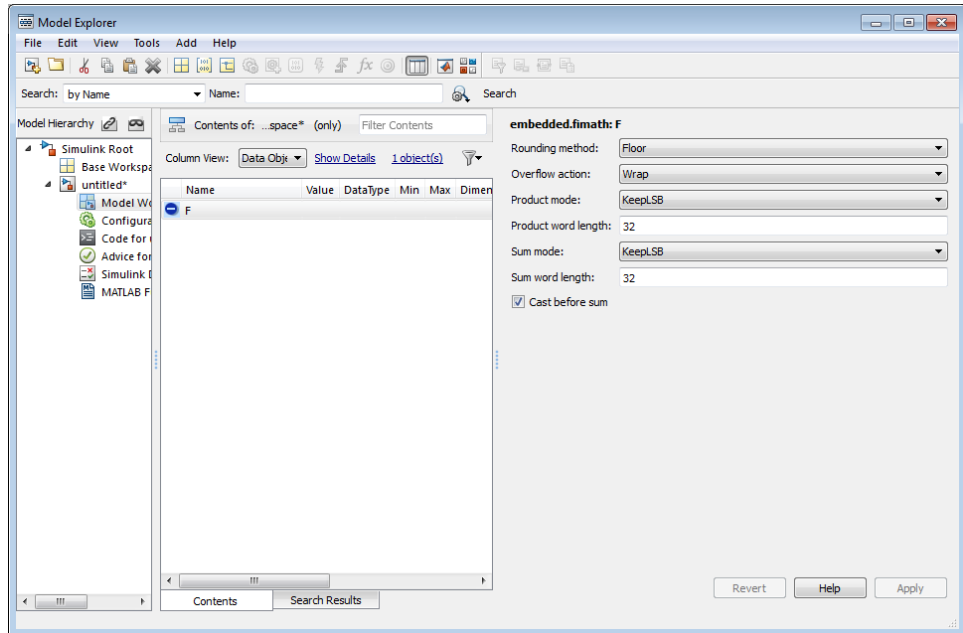 Model Explorer
File Edit View Tools Add Help
fx
Search: by Name Name: Search
Model Hierarchy
Simulink Root
Base Workspa
untitled*
Model Wo
Configura
Code for
Advice for
Simulink
MATLAB F
Contents of: ...space* (only) Filter Contents
Column View: Data Obje Show Details 1 object(s)
Name Value DataType Min Max Dimen
F
Contents Search Results
embedded.fimath: F
Rounding method: Floor
Overflow action: Wrap
Product mode: KeepLSB
Product word length: 32
Sum mode: KeepLSB
Sum word length: 32
Cast before sum
Revert Help Apply